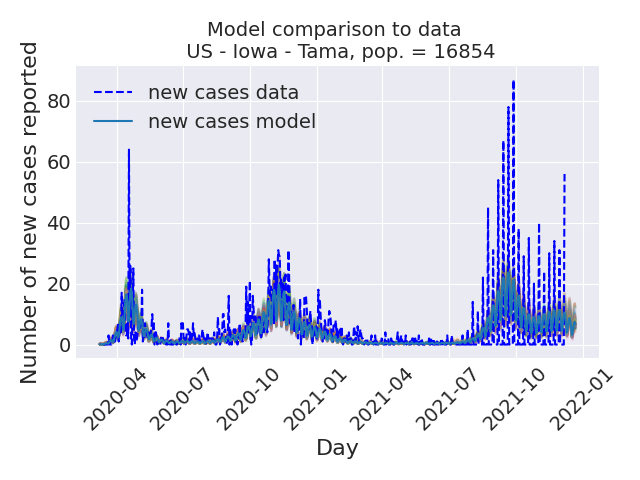 Model comparison to data
US - Iowa - Tama, pop. = 16854
Number of new cases reported
80
60
40
20
0
new cases data
new cases model
2020-04
2020-07
2020-10
2021-01
2021-04
2021-07
2021-10
2022-01
Day